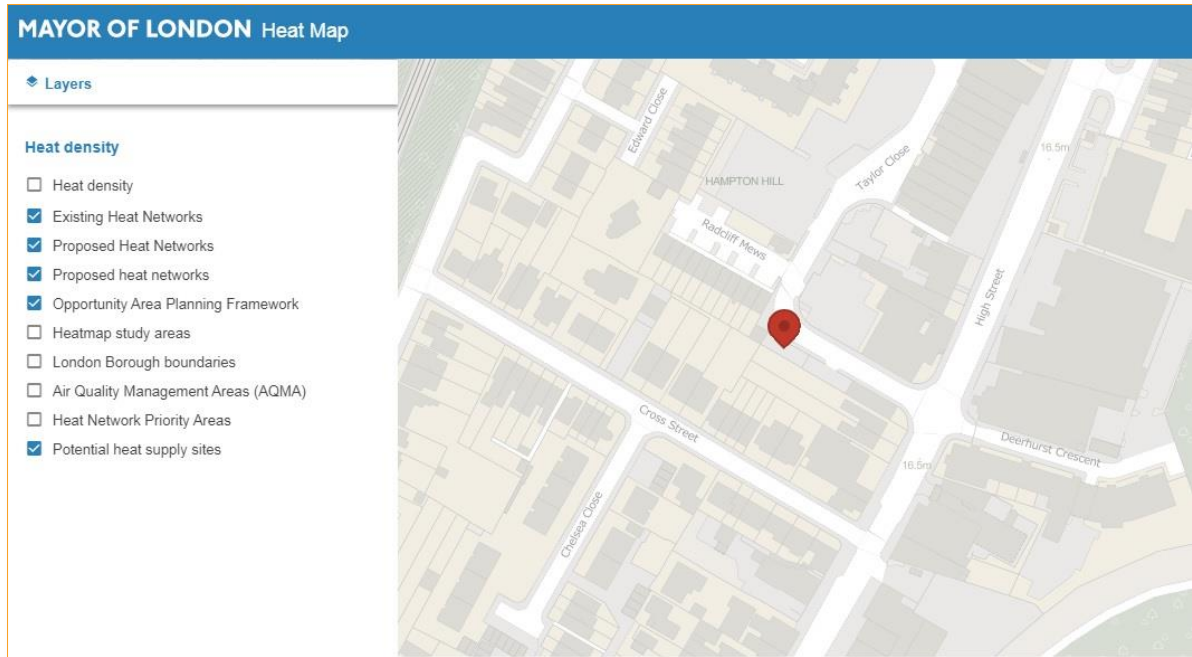 MAYOR OF LONDON Heat Map
Layers
Heat density
Heat density
Existing Heat Networks
Proposed Heat Networks
Proposed heat networks
Opportunity Area Planning Framework
Heatmap study areas
London Borough boundaries
Air Quality Management Areas (AQMA)
Heat Network Priority Areas
Potential heat supply sites
Edward Close
16.5m
Taylor Close
HAMPTON HILL
Radcliff Mews
High Street
Cross Street
Deerhurst Crescent
16.5m
Chelsea Close